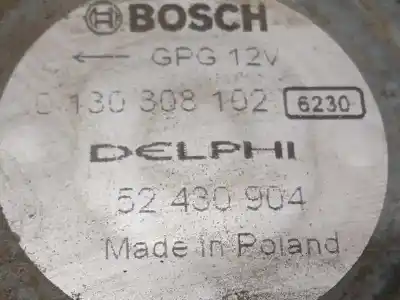 BOSCH
← GPG 12V
0 130 308 102 6230
DELPHI
52 430 904
Made in Poland